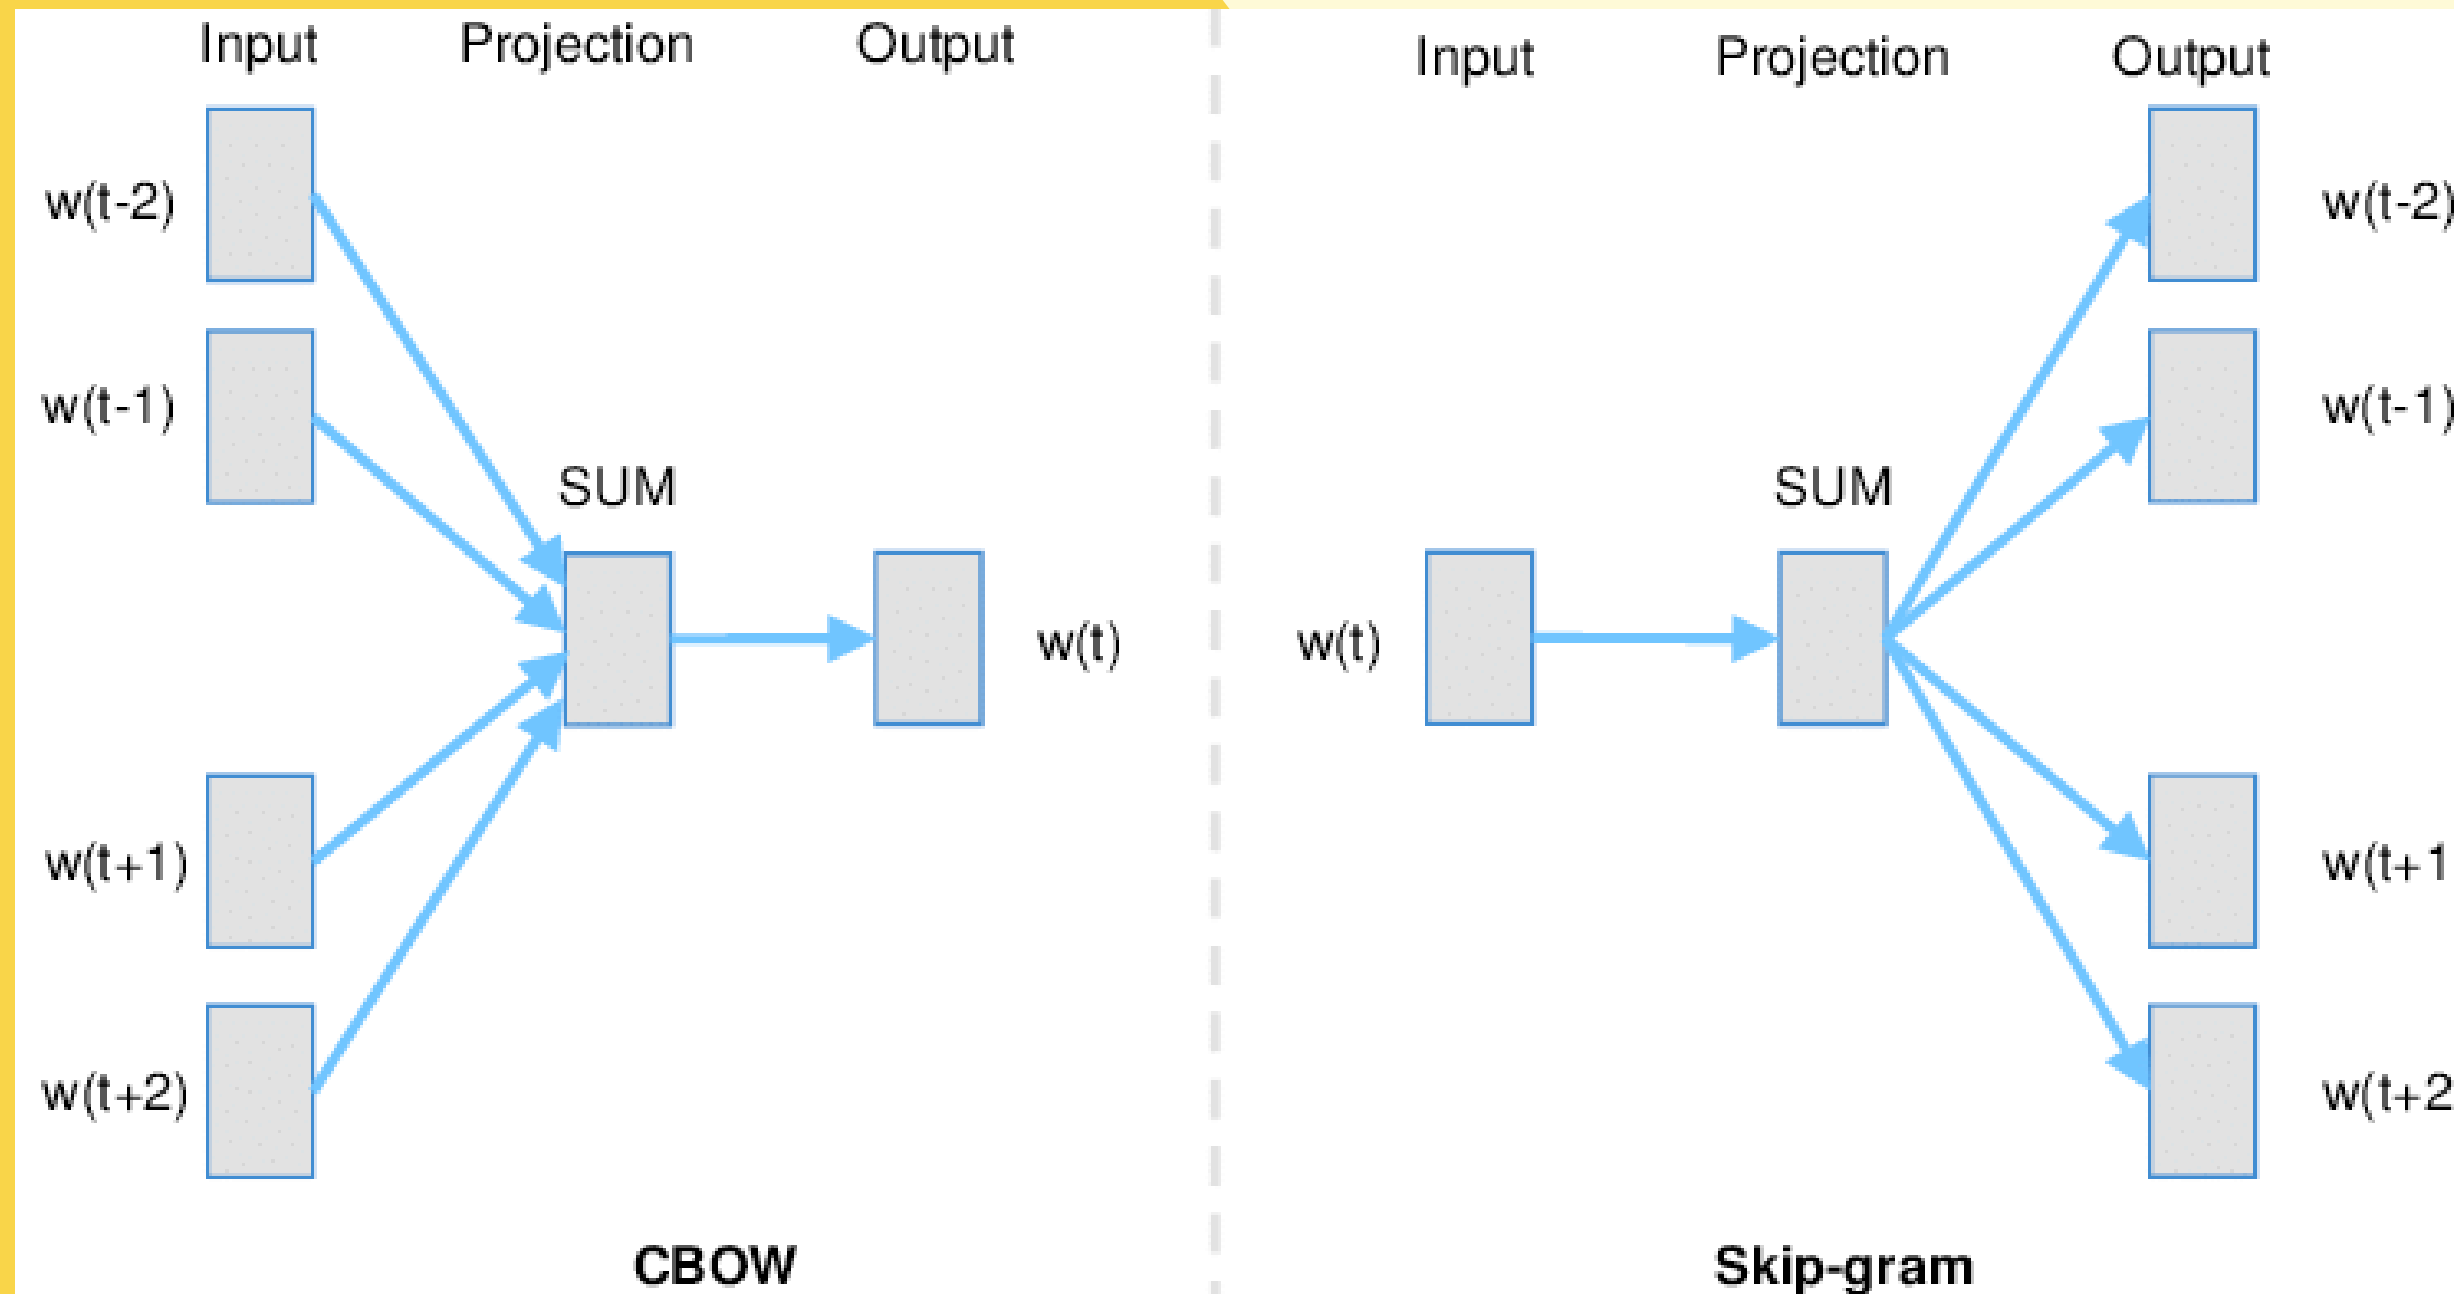 Input Projection Output
w(t-2)
w(t-1)
SUM
w(t)
w(t+1)
w(t+2)
CBOW
Input Projection Output
w(t-2)
w(t-1)
SUM
w(t)
w(t+1
w(t+2
Skip-gram